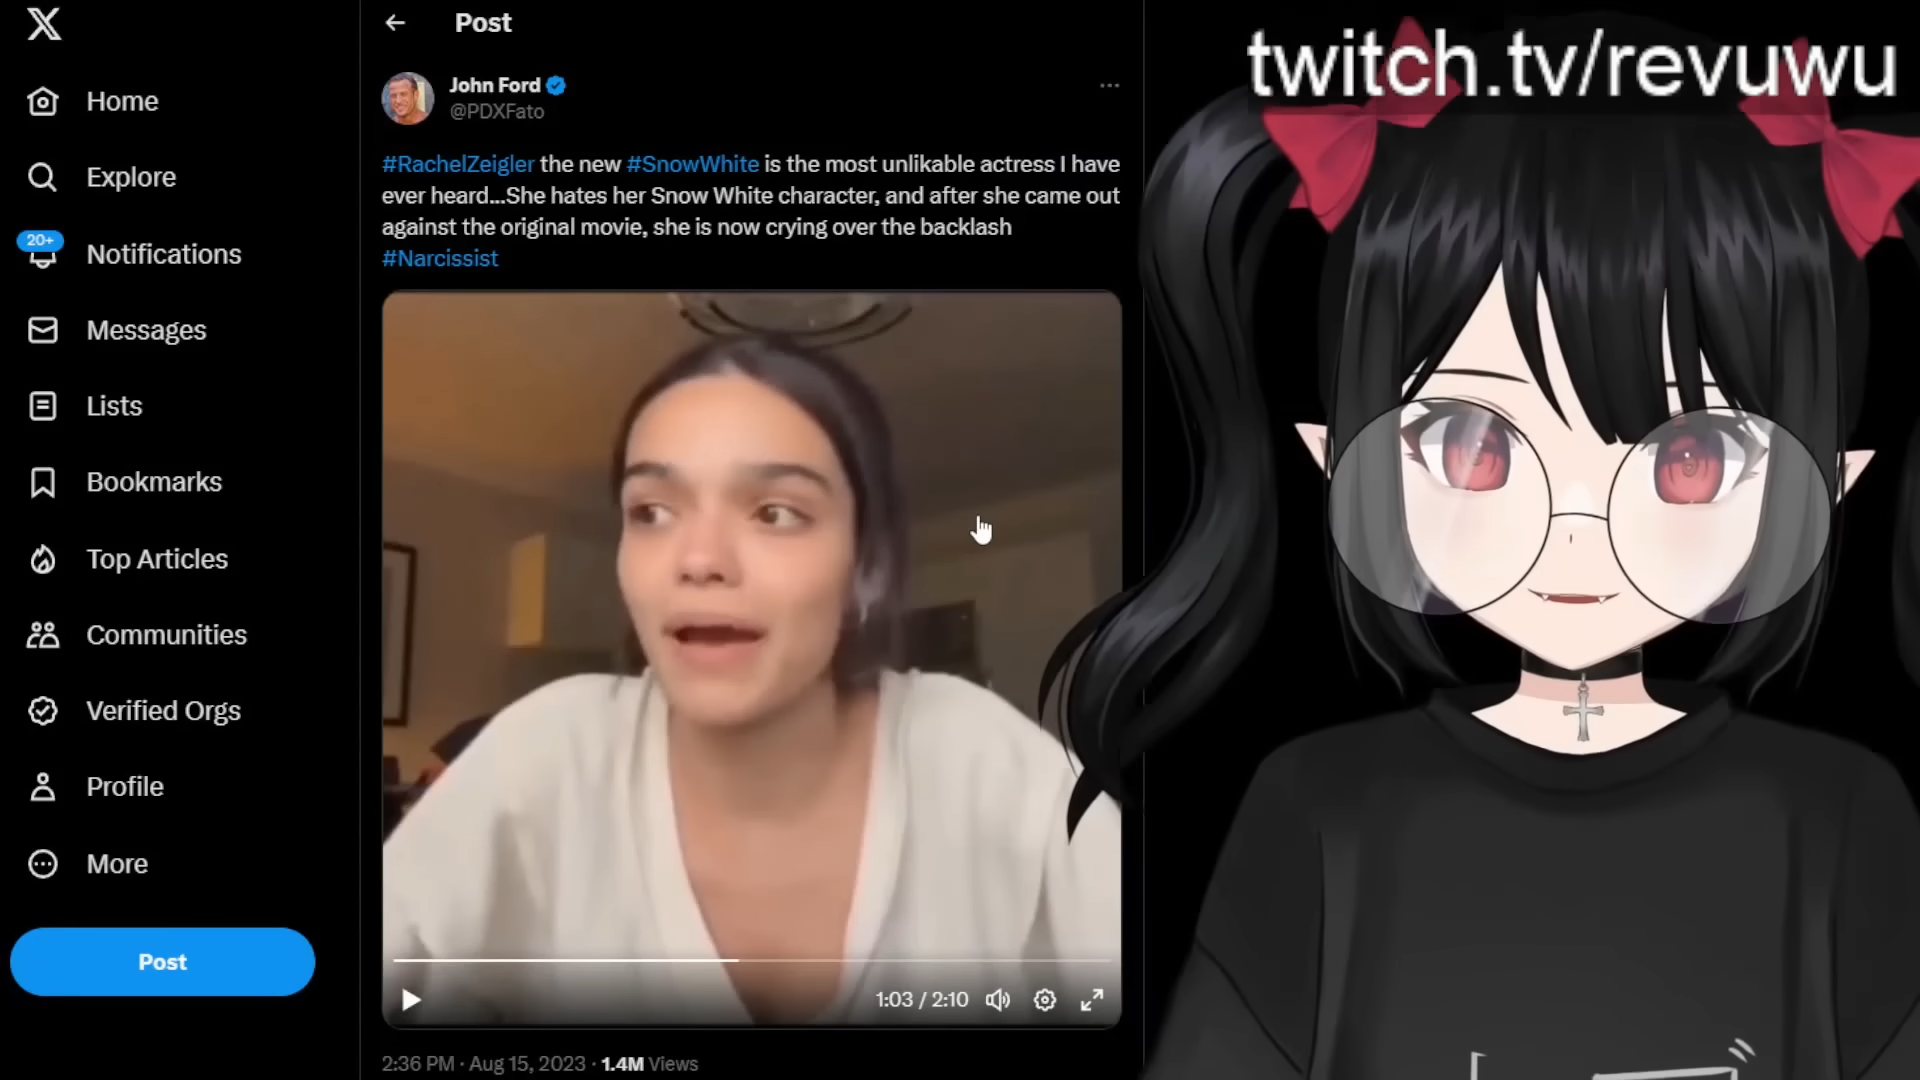 Post
twitch.tv/revuwu
John Ford
@PDXFato
Home
Explore
20+
Notifications
Messages
Lists
Bookmarks
Top Articles
Communities
Verified Orgs
Profile
More
Post
#RachelZeigler the new #SnowWhite is the most unlikable actress I have
ever heard...She hates her Snow White character, and after she came out
against the original movie, she is now crying over the backlash
#Narcissist
1:03 / 2:10
2:36 PM · Aug 15, 2023 · 1.4M Views